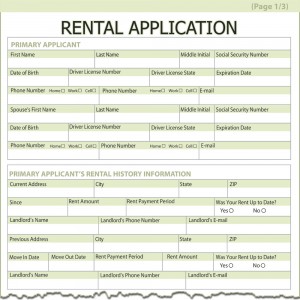 (Page 1/3)
RENTAL APPLICATION
PRIMARY APPLICANT
First Name Last Name Middle Initial Social Security Number
Date of Birth Driver License Number Driver License State Expiration Date
Phone Number Home Work Cell Phone Number Home Work Cell E-mail
Spouse's First Name Last Name Middle Initial Social Security Number
Date of Birth Driver License Number Driver License State Expiration Date
Phone Number Home Work Cell Phone Number Home Work Cell E-mail
PRIMARY APPLICANT'S RENTAL HISTORY INFORMATION
Current Address City State ZIP
Since Rent Amount Rent Payment Period Was Your Rent Up to Date?
Yes No
Landlord's Name Landlord's Phone Number Landlord's E-mail
Previous Address City State ZIP
Move In Date Move Out Date Rent Payment Period Rent Amount Was Your Rent Up to Date?
Yes No
Landlord's Name Landlord's Phone Number Landlord's E-mail